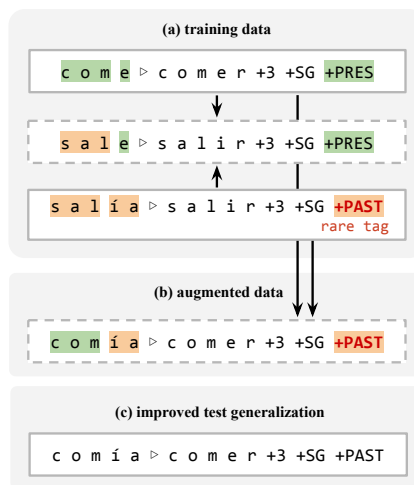 (a) training data
c o m e ▷ c o m e r +3 +SG +PRES
s a l e ▷ s a l i r +3 +SG +PRES
s a l í a ▷ s a l i r +3 +SG +PAST
rare tag
(b) augmented data
c o m í a ▷ c o m e r +3 +SG +PAST
(c) improved test generalization
c o m í a ▷ c o m e r +3 +SG +PAST